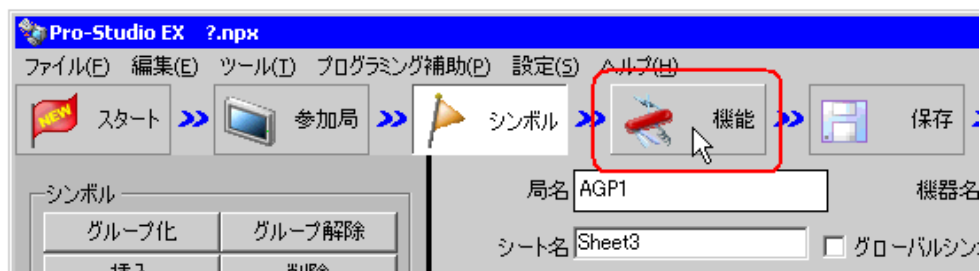 Pro-Studio EX ?.npx
ファイル(F) 編集(E) ツール(T) プログラミング補助(P) 設定(S) ヘルプ(H)
NEW スタート 参加局 シンボル 機能 保存
シンボル
グループ化 グループ解除
局名 AGP1 機器名
シート名 Sheet3 グローバルシン